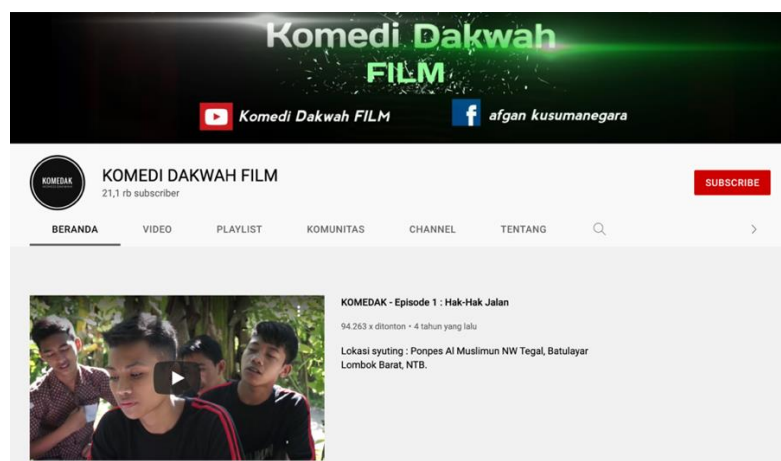 Komedi Dakwah
FILM
Komedi Dakwah FILM
f afgan kusumanegara
KOMEDAK
KOMEDI DAKWAH FILM
21,1 rb subscriber
SUBSCRIBE
BERANDA VIDEO PLAYLIST KOMUNITAS CHANNEL TENTANG
KOMEDAK - Episode 1 : Hak-Hak Jalan
94.263 x ditonton • 4 tahun yang lalu
Lokasi syuting : Ponpes Al Muslimun NW Tegal, Batulayar
Lombok Barat, NTB.